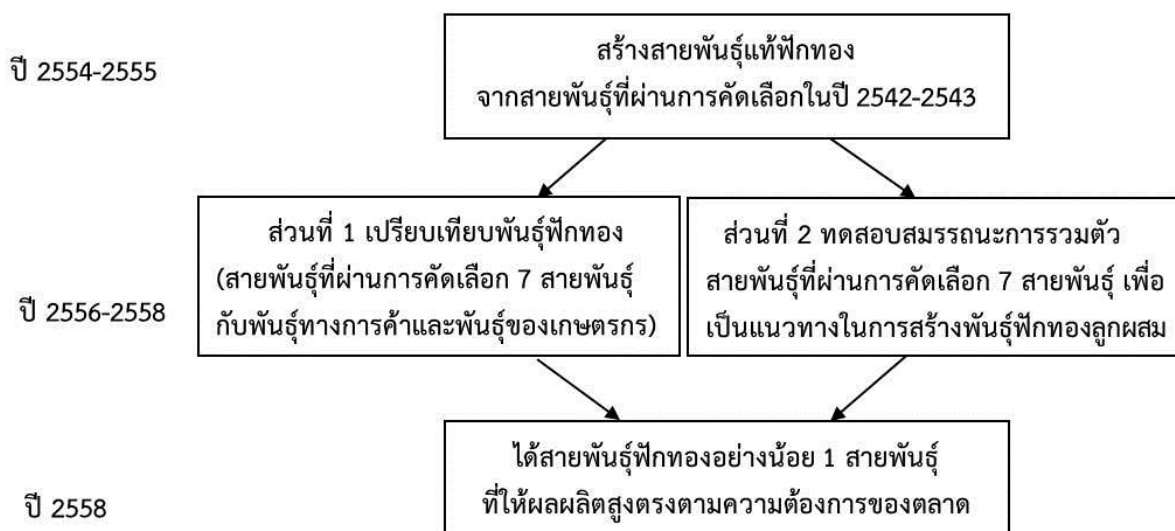 ปี 2554-2555
สร้างสายพันธุ์แท้ฟักทอง
จากสายพันธุ์ที่ผ่านการคัดเลือกในปี 2542-2543
ปี 2556-2558
ส่วนที่ 1 เปรียบเทียบพันธุ์ฟักทอง
(สายพันธุ์ที่ผ่านการคัดเลือก 7 สายพันธุ์
กับพันธุ์ทางการค้าและพันธุ์ของเกษตรกร)
ส่วนที่ 2 ทดสอบสมรรถนะการรวมตัว
สายพันธุ์ที่ผ่านการคัดเลือก 7 สายพันธุ์ เพื่อ
เป็นแนวทางในการสร้างพันธุ์ฟักทองลูกผสม
ปี 2558
ได้สายพันธุ์ฟักทองอย่างน้อย 1 สายพันธุ์
ที่ให้ผลผลิตสูงตรงตามความต้องการของตลาด